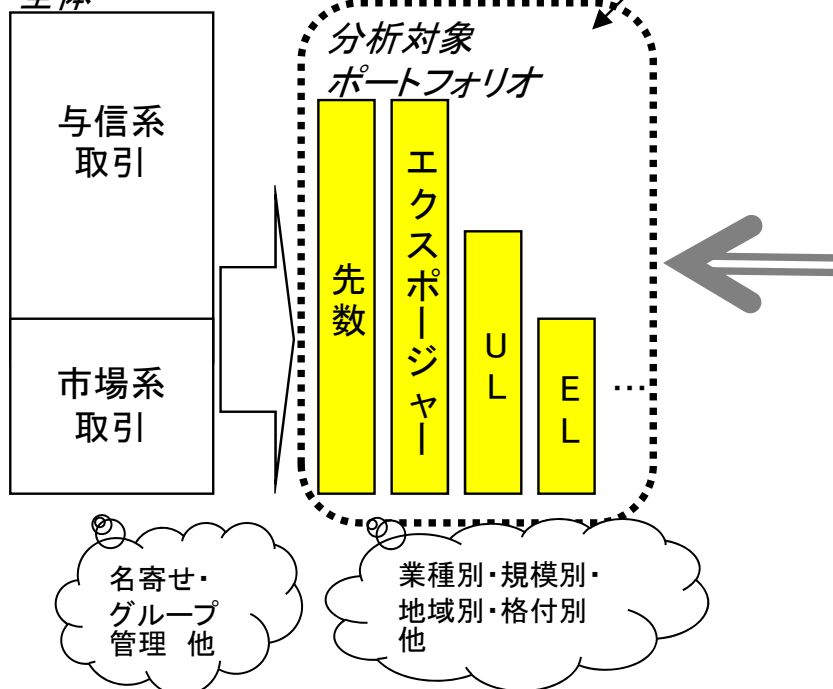 全体
与信系
取引
市場系
取引
分析対象
ポートフォリオ
先数
エクスポージャー
UL
EL
…
名寄せ・
グループ
管理 他
業種別・規模別・
地域別・格付別
他